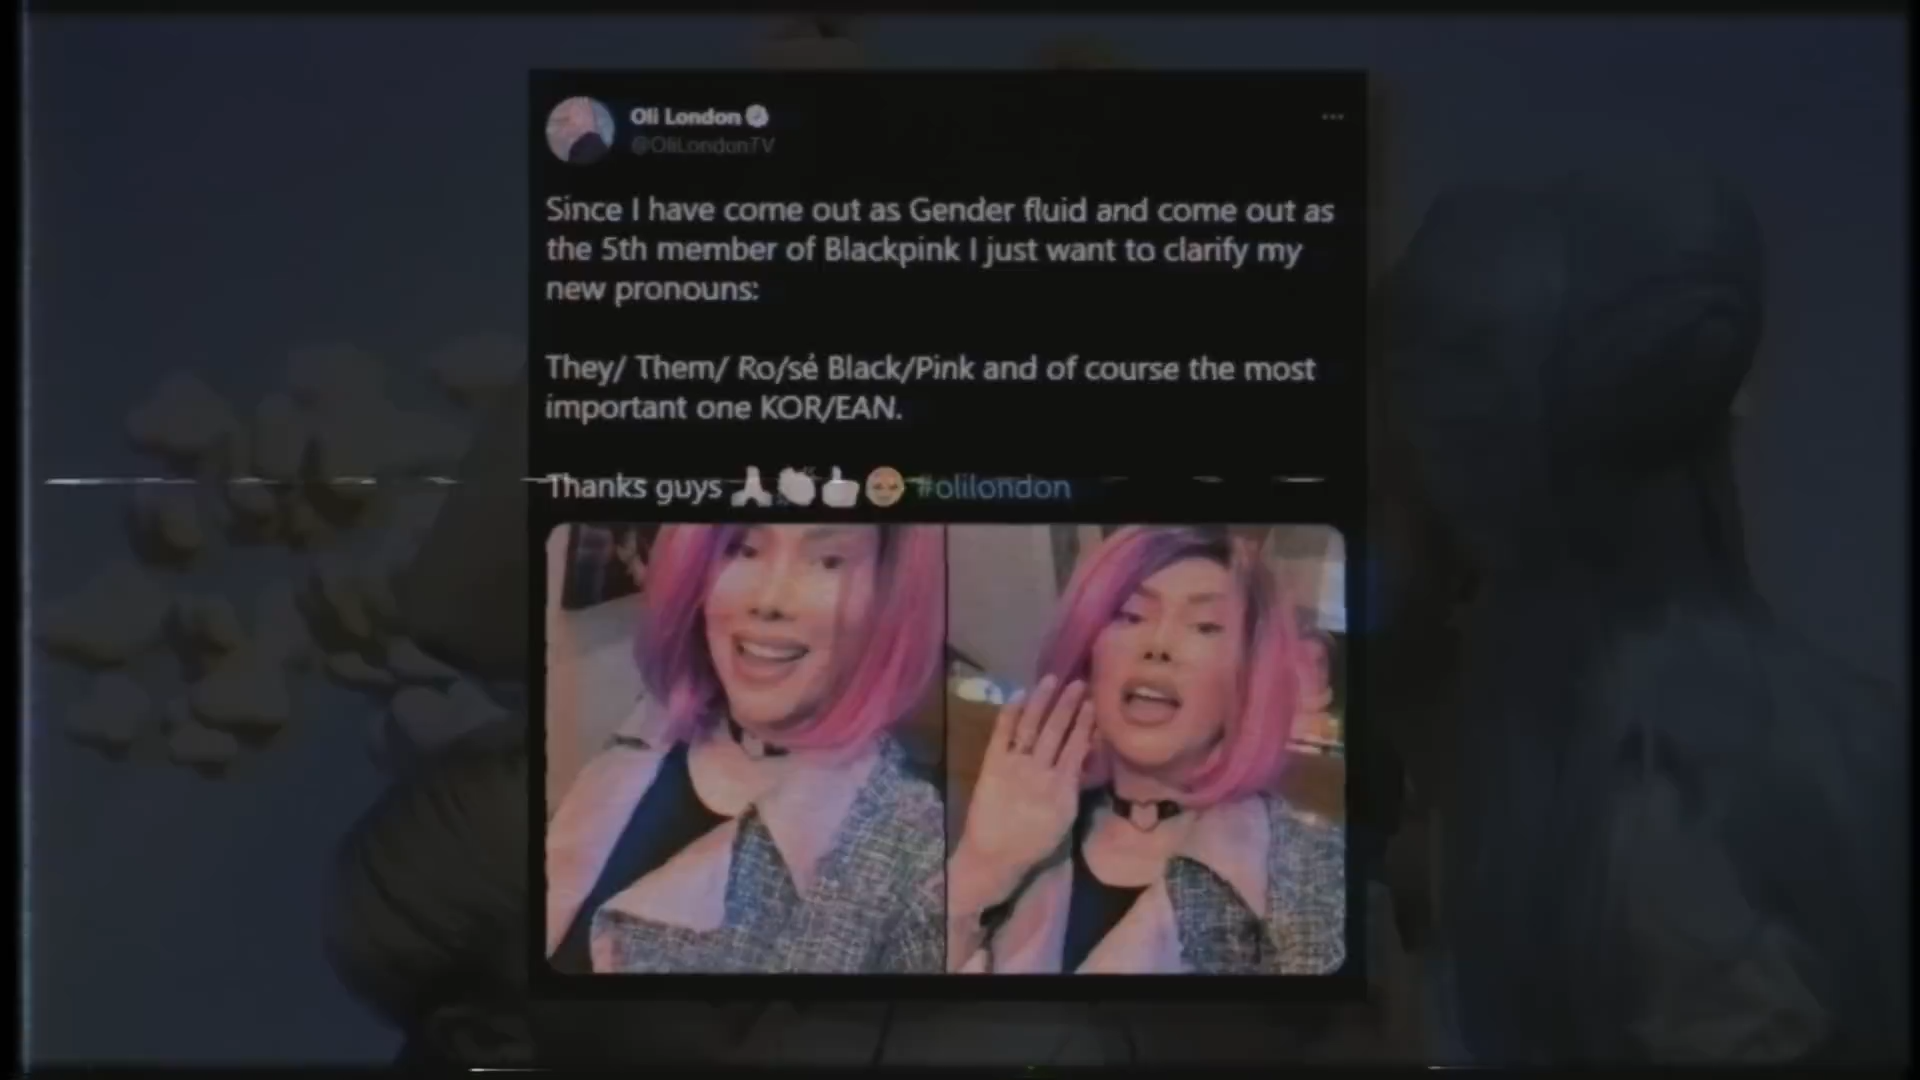 Oli London
@OliLondonTV
Since I have come out as Gender fluid and come out as
the 5th member of Blackpink I just want to clarify my
new pronouns:
They/ Them/ Ro/sé Black/Pink and of course the most
important one KOR/EAN.
Thanks guys 🙏👏👍 #olilondon